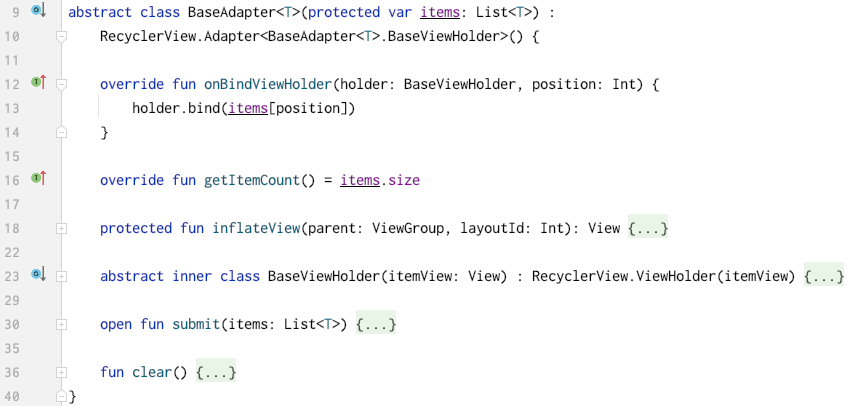 9 abstract class BaseAdapter<T>(protected var items: List<T>) :
10     RecyclerView.Adapter<BaseAdapter<T>.BaseViewHolder>() {
11
12     override fun onBindViewHolder(holder: BaseViewHolder, position: Int) {
13         holder.bind(items[position])
14     }
15
16     override fun getItemCount() = items.size
17
18     protected fun inflateView(parent: ViewGroup, layoutId: Int): View {...}
22
23     abstract inner class BaseViewHolder(itemView: View) : RecyclerView.ViewHolder(itemView) {...}
29
30     open fun submit(items: List<T>) {...}
35
36     fun clear() {...}
40 }